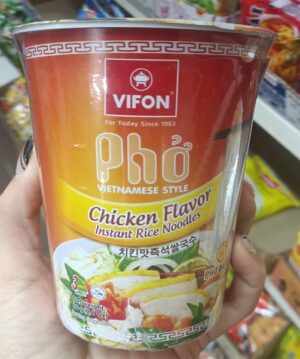 VIFON
For Today Since 1963
Phở
VIETNAMESE STYLE
Chicken Flavor
Instant Rice Noodles
치킨맛즉석쌀국수